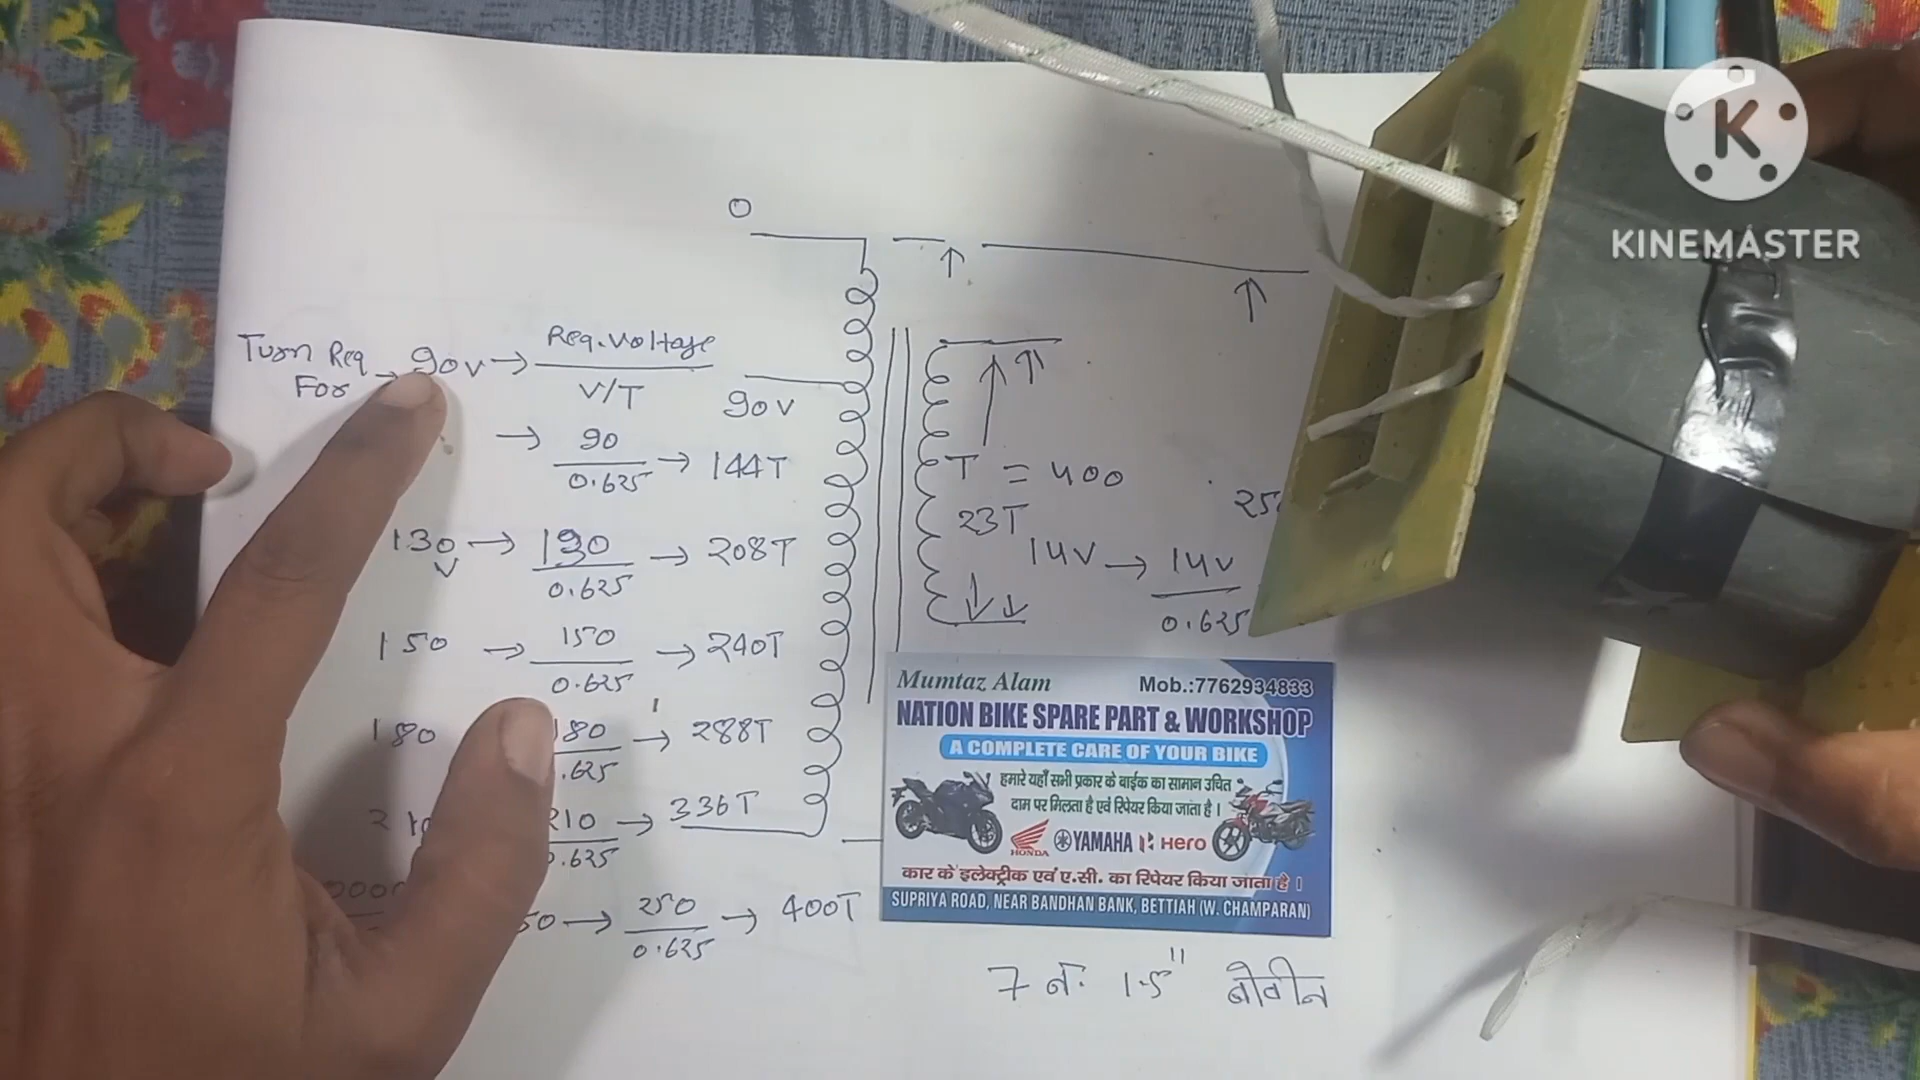 KINEMASTER
0
Turn Req For → 90V → Req. Voltage / V/T
90V
→ 90 / 0.625 → 144T
T = 400
23T
130 V → 130 / 0.625 → 208T
14V → 14V / 0.625
150 → 150 / 0.625 → 240T
180 180 / .625 → 288T
210 / 0.625 → 336T
50 → 250 / 0.625 → 400T
Mumtaz Alam Mob.:7762934833
NATION BIKE SPARE PART & WORKSHOP
A COMPLETE CARE OF YOUR BIKE
हमारे यहाँ सभी प्रकार के बाईक का सामान उचित
दाम पर मिलता है एवं रिपेयर किया जाता है।
HONDA YAMAHA Hero
कार के इलेक्ट्रीक एवं ए.सी. का रिपेयर किया जाता है।
SUPRIYA ROAD, NEAR BANDHAN BANK, BETTIAH (W. CHAMPARAN)
7 नं. 1.5" बोबीन